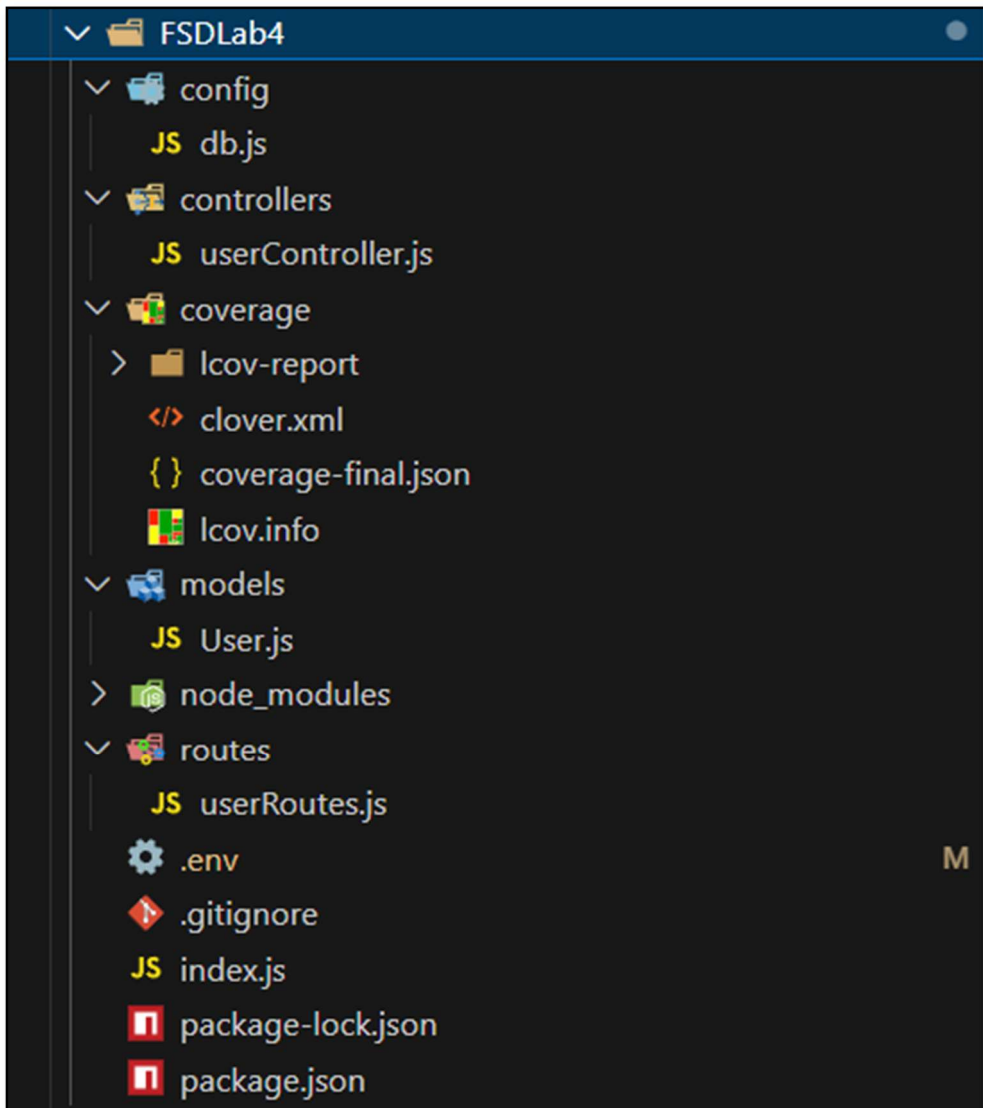 FSDLab4
config
JS db.js
controllers
JS userController.js
coverage
lcov-report
clover.xml
{ } coverage-final.json
lcov.info
models
JS User.js
node_modules
routes
JS userRoutes.js
.env M
.gitignore
JS index.js
package-lock.json
package.json